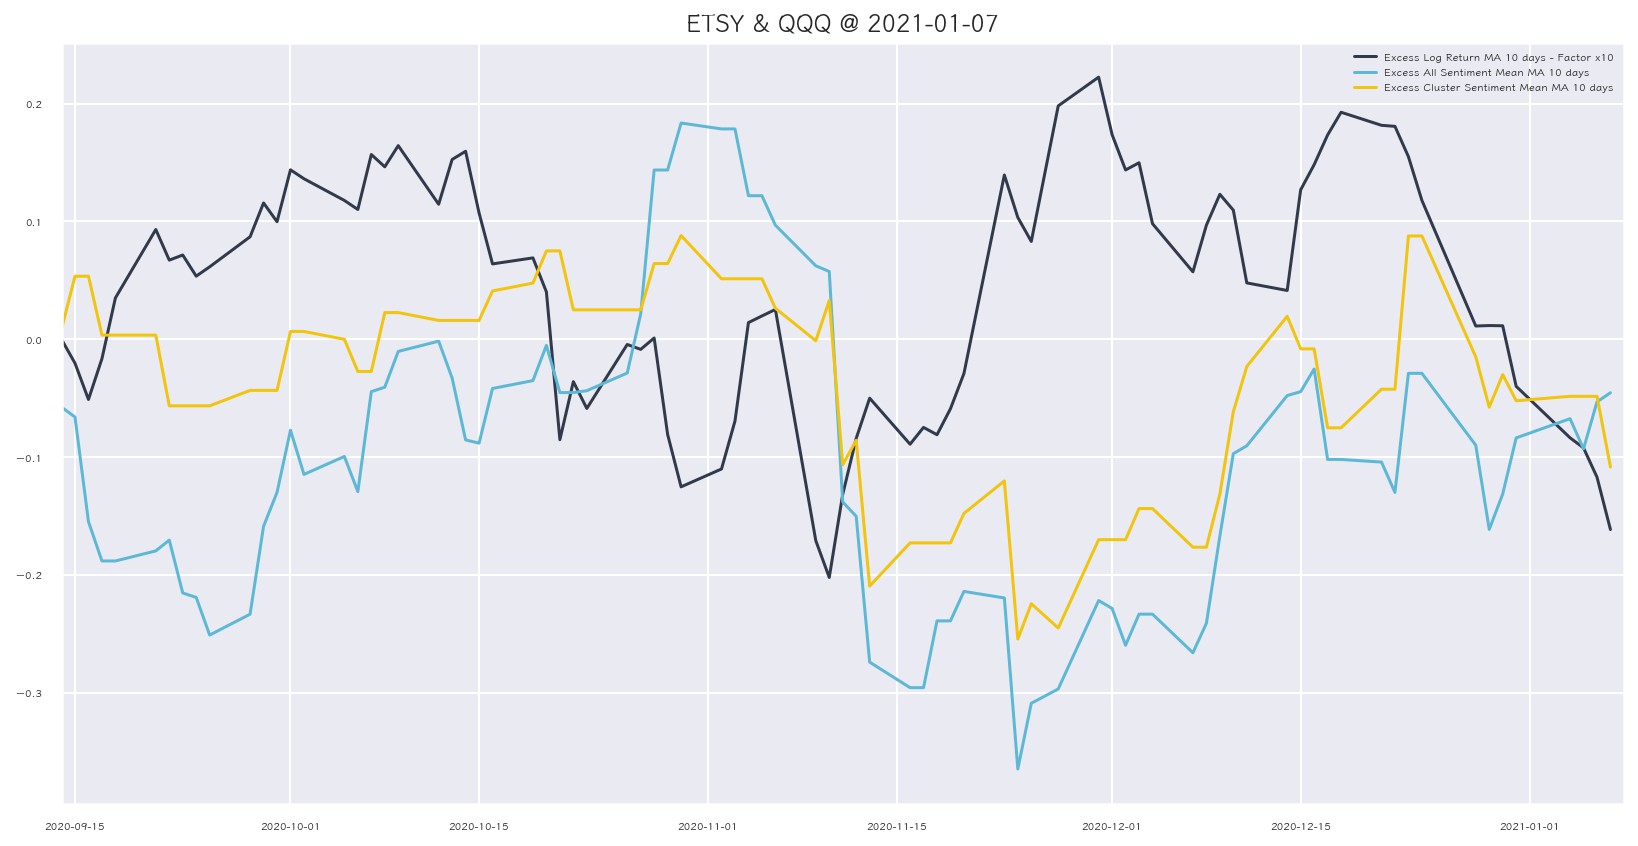 ETSY & QQQ @ 2021-01-07
Excess Log Return MA 10 days - Factor x10
Excess All Sentiment Mean MA 10 days
Excess Cluster Sentiment Mean MA 10 days
0.2
0.1
0.0
−0.1
−0.2
−0.3
2020-09-15 2020-10-01 2020-10-15 2020-11-01 2020-11-15 2020-12-01 2020-12-15 2021-01-01